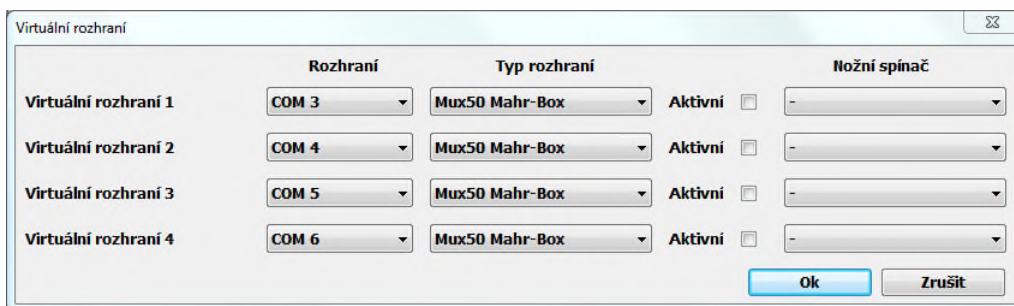 Virtuální rozhraní
Rozhraní Typ rozhraní Nožní spínač
Virtuální rozhraní 1 COM 3 Mux50 Mahr-Box Aktivní -
Virtuální rozhraní 2 COM 4 Mux50 Mahr-Box Aktivní -
Virtuální rozhraní 3 COM 5 Mux50 Mahr-Box Aktivní -
Virtuální rozhraní 4 COM 6 Mux50 Mahr-Box Aktivní -
Ok Zrušit